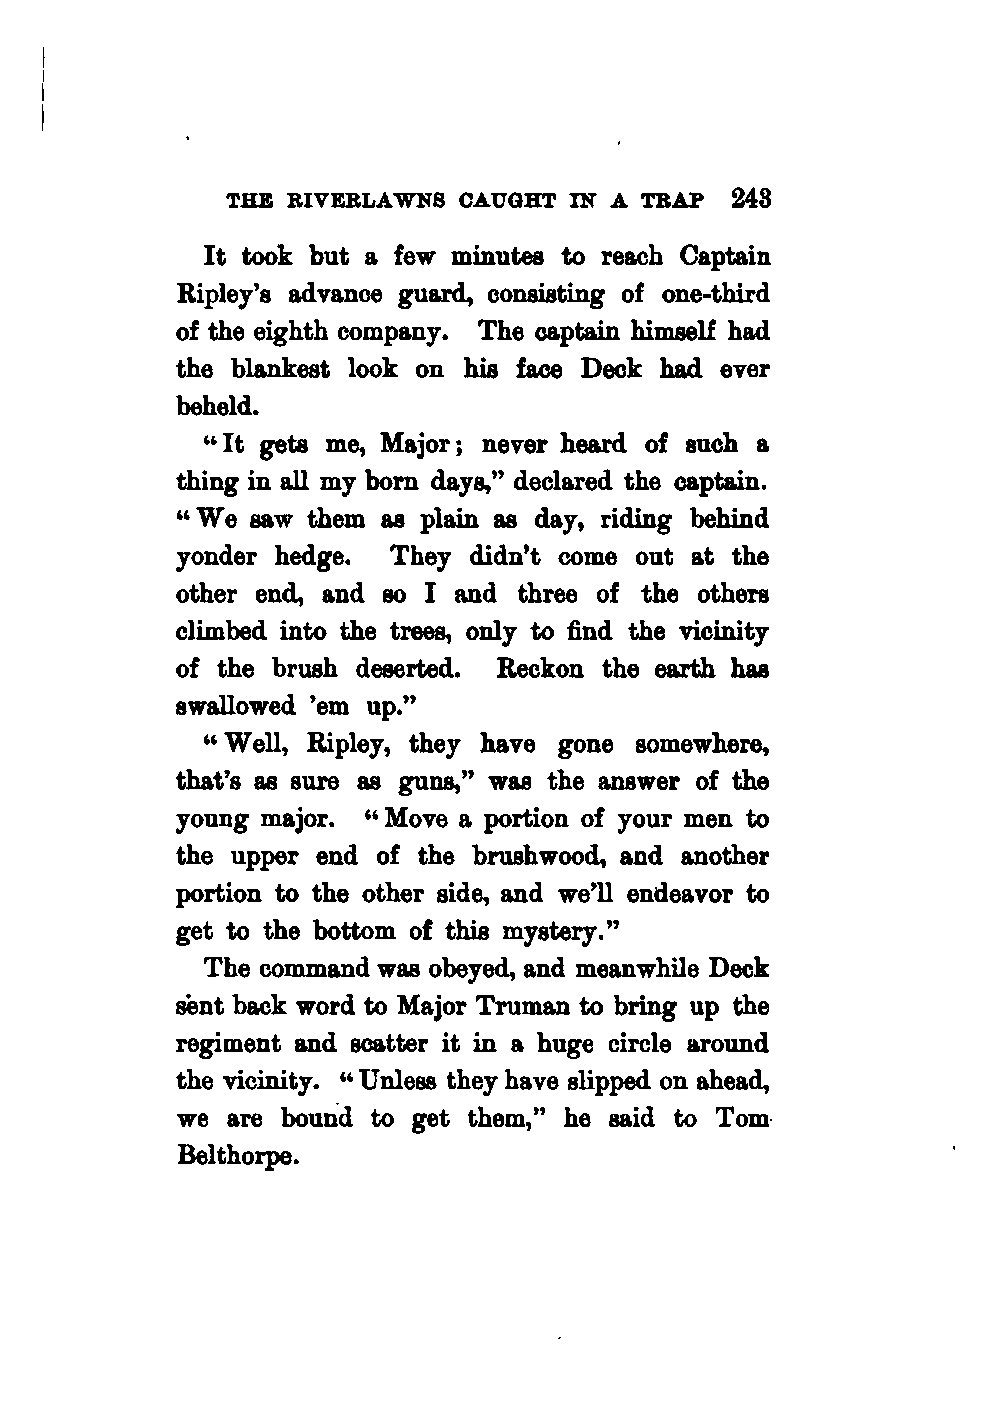 THE RIVERLAWNS CAUGHT IN A TRAP 243
It took but a few minutes to reach Captain
Ripley's advance guard, consisting of one-third
of the eighth company. The captain himself had
the blankest look on his face Deck had ever
beheld.
"It gets me, Major; never heard of such a
thing in all my born days," declared the captain.
"We saw them as plain as day, riding behind
yonder hedge. They didn't come out at the
other end, and so I and three of the others
climbed into the trees, only to find the vicinity
of the brush deserted. Reckon the earth has
swallowed 'em up."
"Well, Ripley, they have gone somewhere,
that's as sure as guns," was the answer of the
young major. "Move a portion of your men to
the upper end of the brushwood, and another
portion to the other side, and we'll endeavor to
get to the bottom of this mystery."
The command was obeyed, and meanwhile Deck
sent back word to Major Truman to bring up the
regiment and scatter it in a huge circle around
the vicinity. "Unless they have slipped on ahead,
we are bound to get them," he said to Tom
Belthorpe.